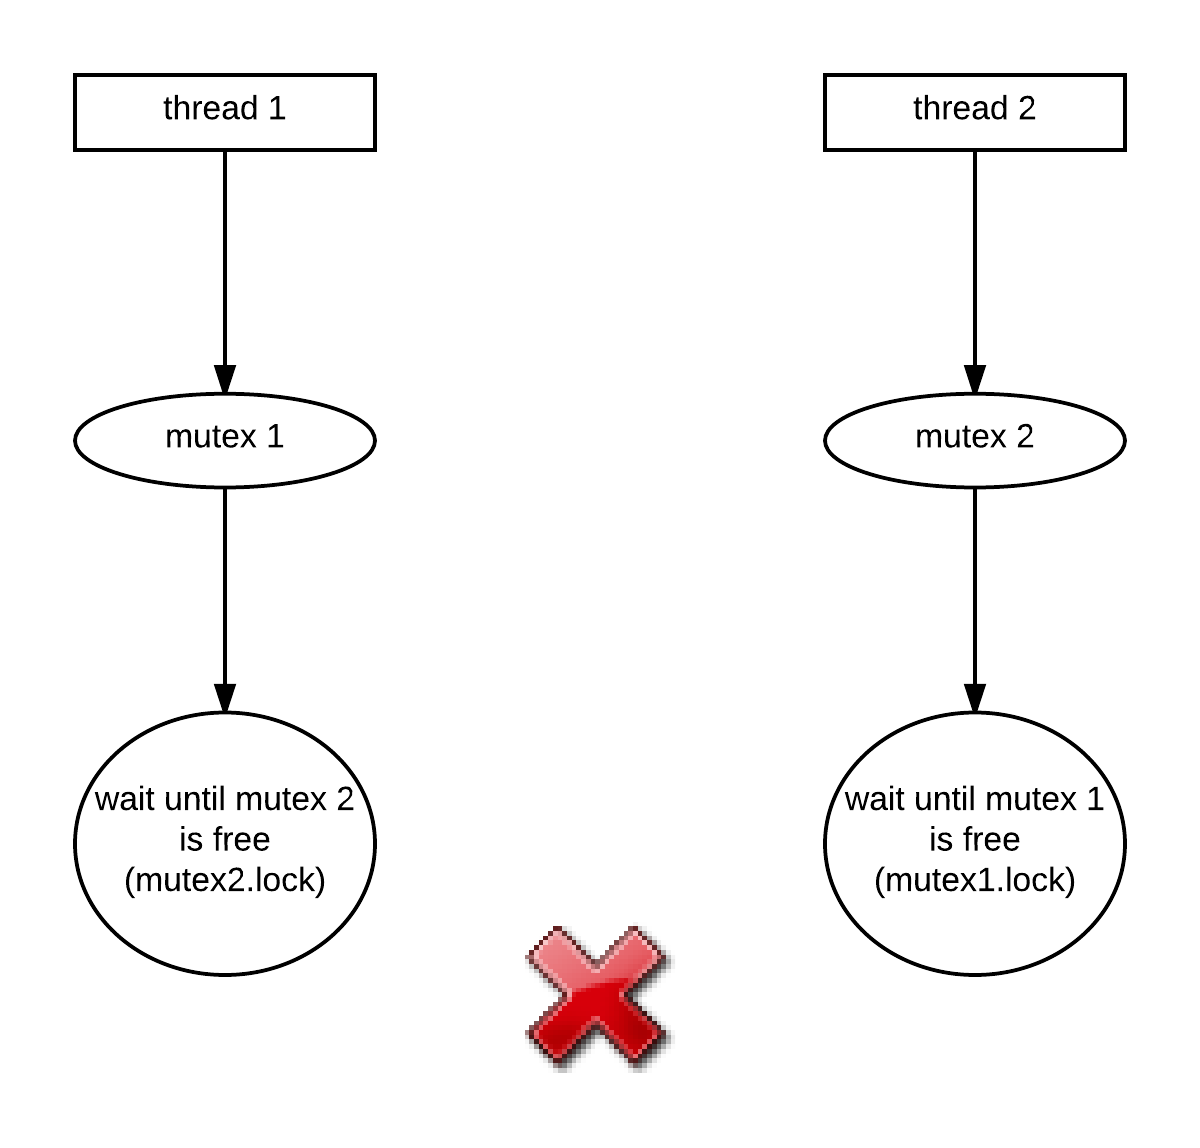 thread 1
thread 2
mutex 1
mutex 2
wait until mutex 2
is free
(mutex2.lock)
wait until mutex 1
is free
(mutex1.lock)